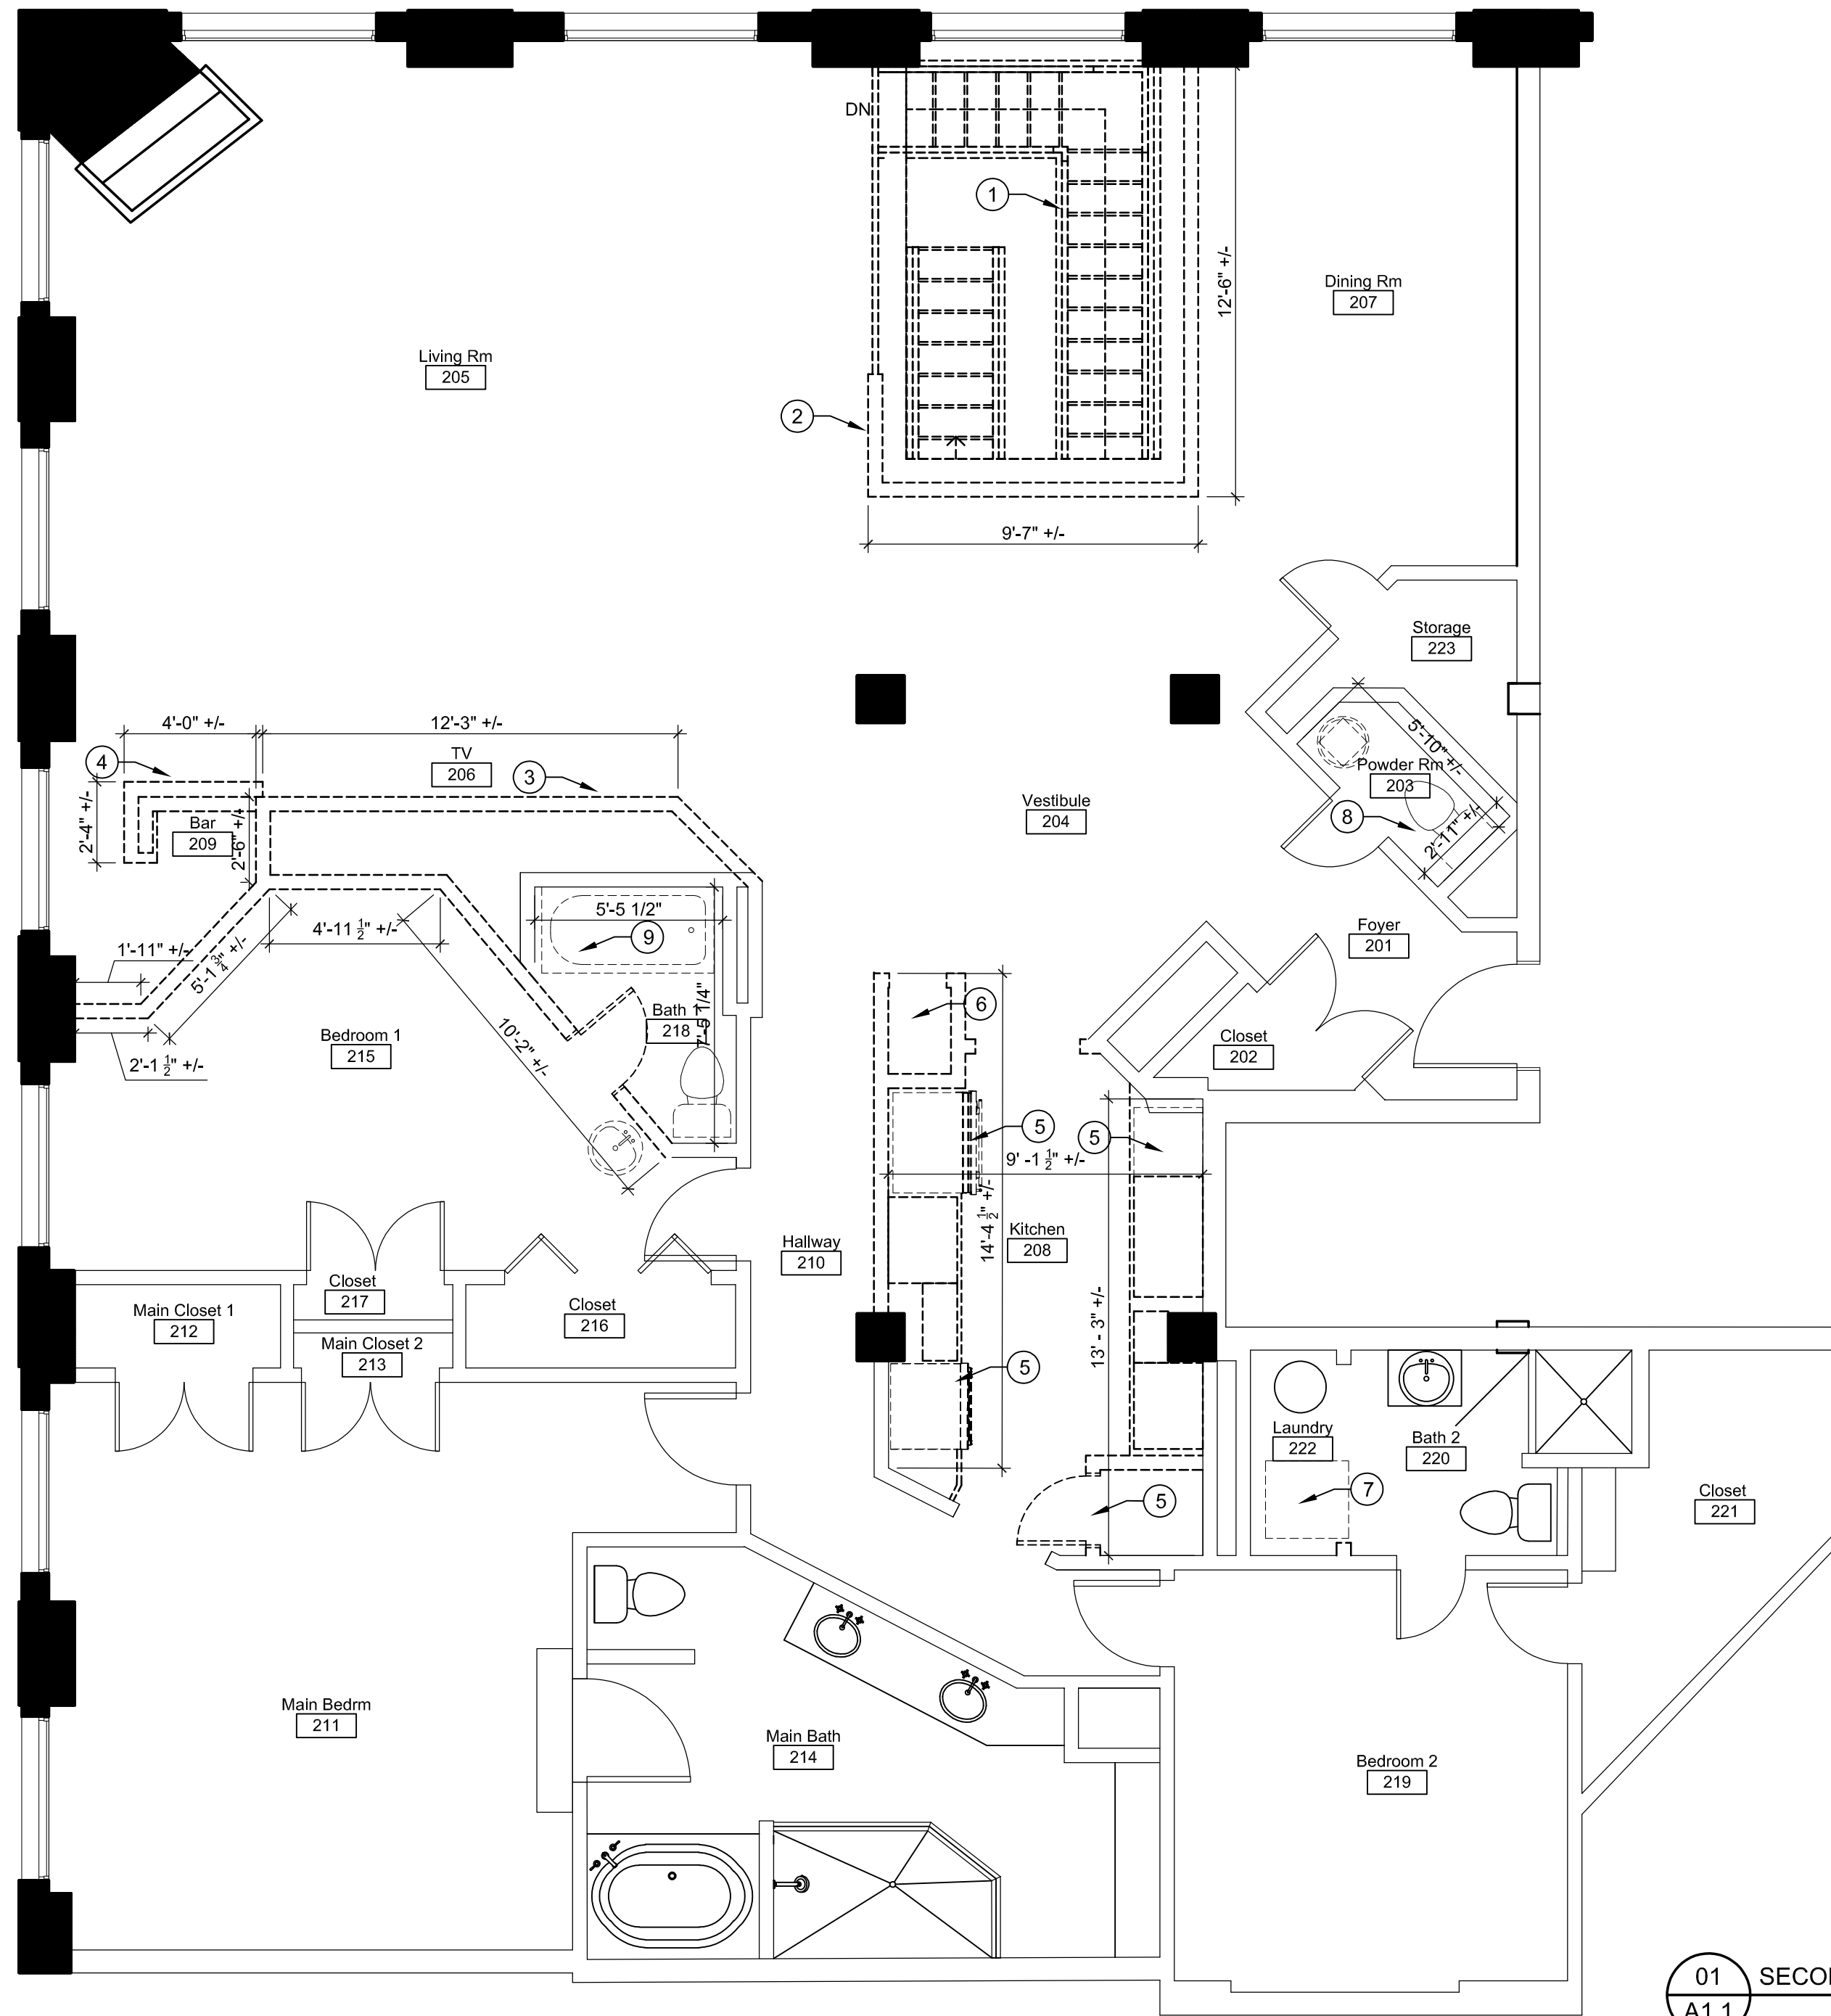 DN
1
12'-6" +/-
Dining Rm
207
Living Rm
205
2
9'-7" +/-
Storage
223
4'-0" +/-
12'-3" +/-
5'-10" +/-
4
TV
206
3
Powder Rm
203
2'-4" +/-
Bar
209
2'-6" +/-
Vestibule
204
8
2'-11" +/-
5'-5 1/2"
9
4'-11 1/2" +/-
Foyer
201
1'-11" +/-
5'-1 3/4" +/-
6
Bath 1
218
7'-5 1/4"
Bedroom 1
215
10'-2" +/-
Closet
202
2'-1 1/2" +/-
5
5
9' -1 1/2" +/-
14'-4 1/2" +/-
Hallway
210
Kitchen
208
Closet
217
Main Closet 1
212
Closet
216
Main Closet 2
213
13' - 3" +/-
5
Laundry
222
Bath 2
220
7
5
Closet
221
Main Bedrm
211
Main Bath
214
Bedroom 2
219
01
A1.1